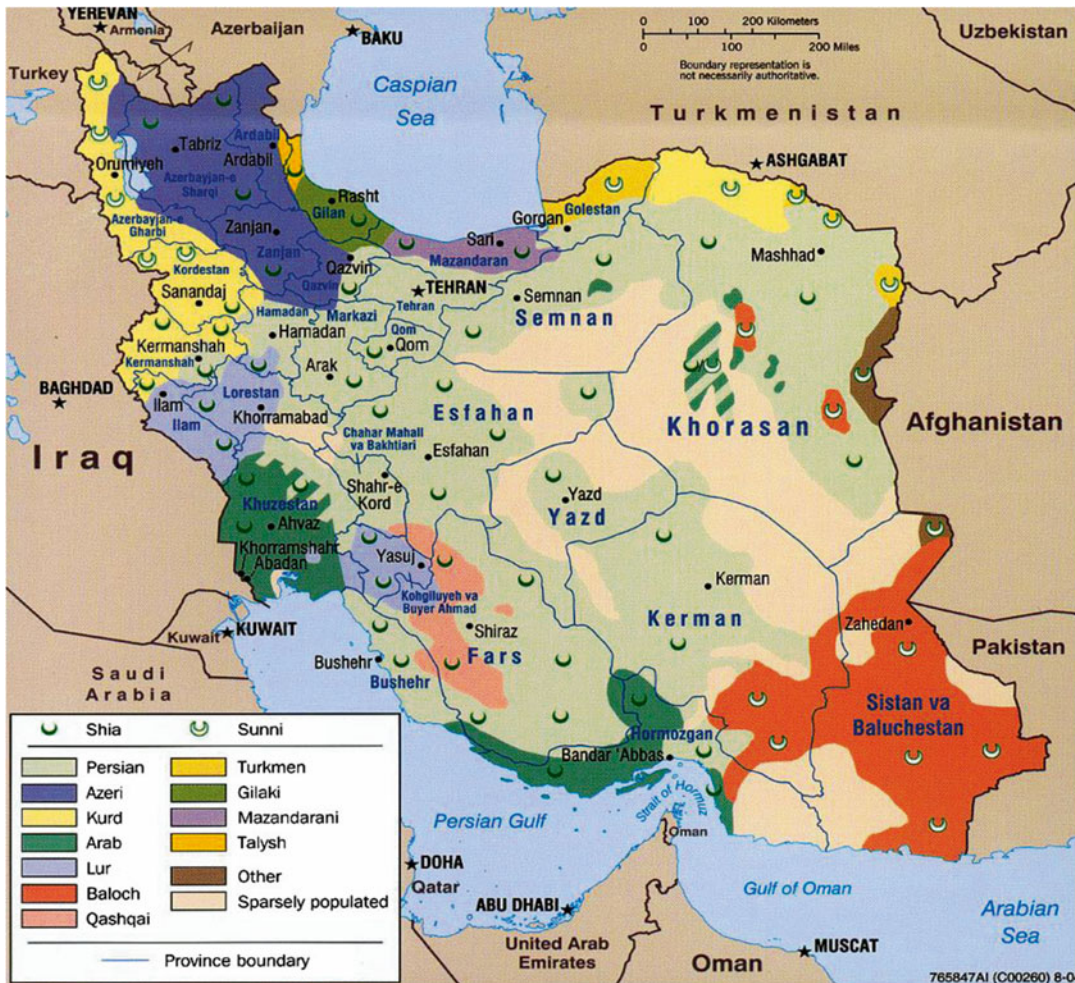 YEREVAN
Armenia
Azerbaijan
BAKU
Turkey
Caspian
Sea
0 100 200 Kilometers
0 100 200 Miles
Boundary representation is
not necessarily authoritative.
Uzbekistan
Turkmenistan
ASHGABAT
Tabriz
Ardabil
Ardabil
Orumiyeh
Azerbayjan-e
Sharqi
Rasht
Gilan
Golestan
Gorgan
Azerbayjan-e
Gharbi
Zanjan
Zanjan
Sari
Mazandaran
Mashhad
Kordestan
Qazvin
Qazvin
TEHRAN
Tehran
Sanandaj
Semnan
Semnan
Hamadan
Hamadan
Markazi
Qom
Qom
Kermanshah
Kermanshah
Arak
BAGHDAD
Ilam
Ilam
Lorestan
Khorramabad
Esfahan
Khorasan
Afghanistan
Chahar Mahall
va Bakhtiari
Esfahan
Iraq
Shahr-e
Kord
Yazd
Yazd
Khuzestan
Ahvaz
Khorramshahr
Abadan
Yasuj
Kohgiluyeh va
Buyer Ahmad
Kerman
Kerman
Shiraz
Fars
Zahedan
Kuwait
KUWAIT
Pakistan
Saudi
Arabia
Bushehr
Bushehr
Sistan va
Baluchestan
Hormozgan
Bandar 'Abbas
Strait of Hormuz
Oman
Persian Gulf
DOHA
Qatar
ABU DHABI
Gulf of Oman
Arabian
Sea
United Arab
Emirates
Oman
MUSCAT
Shia
Sunni
Persian
Turkmen
Azeri
Gilaki
Kurd
Mazandarani
Arab
Talysh
Lur
Baloch
Other
Qashqai
Sparsely populated
Province boundary
765847AI (C00260) 8-0